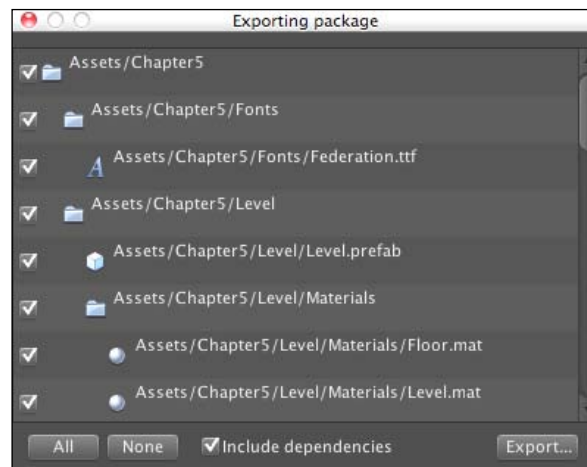 Exporting package
Assets/Chapter5
Assets/Chapter5/Fonts
Assets/Chapter5/Fonts/Federation.ttf
Assets/Chapter5/Level
Assets/Chapter5/Level/Level.prefab
Assets/Chapter5/Level/Materials
Assets/Chapter5/Level/Materials/Floor.mat
Assets/Chapter5/Level/Materials/Level.mat
All None Include dependencies Export...